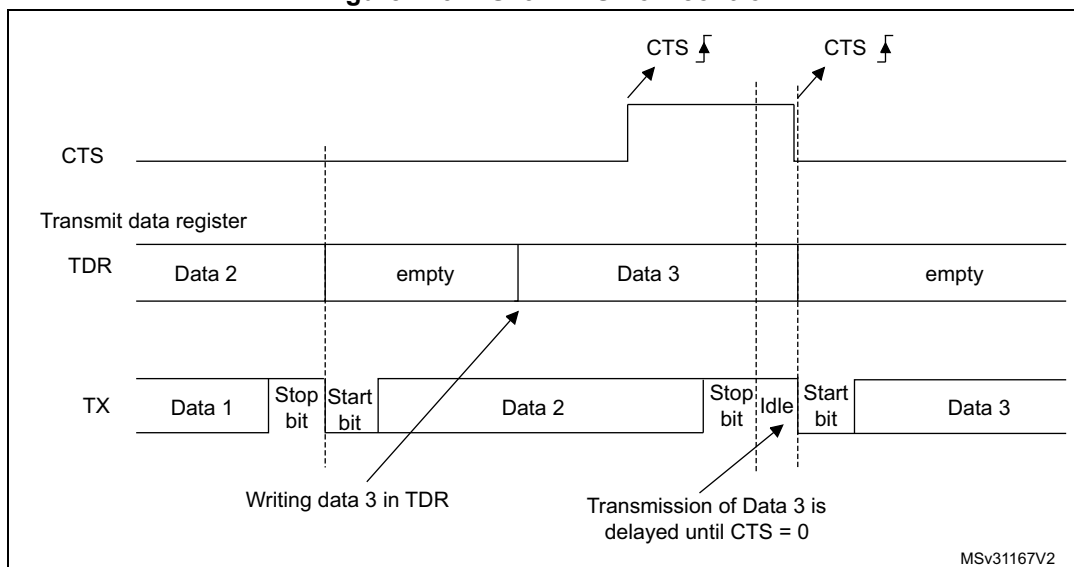 CTS CTS
CTS
Transmit data register
TDR Data 2 empty Data 3 empty
TX Data 1 Stop bit Start bit Data 2 Stop bit Idle Start bit Data 3
Writing data 3 in TDR
Transmission of Data 3 is
delayed until CTS = 0
MSv31167V2